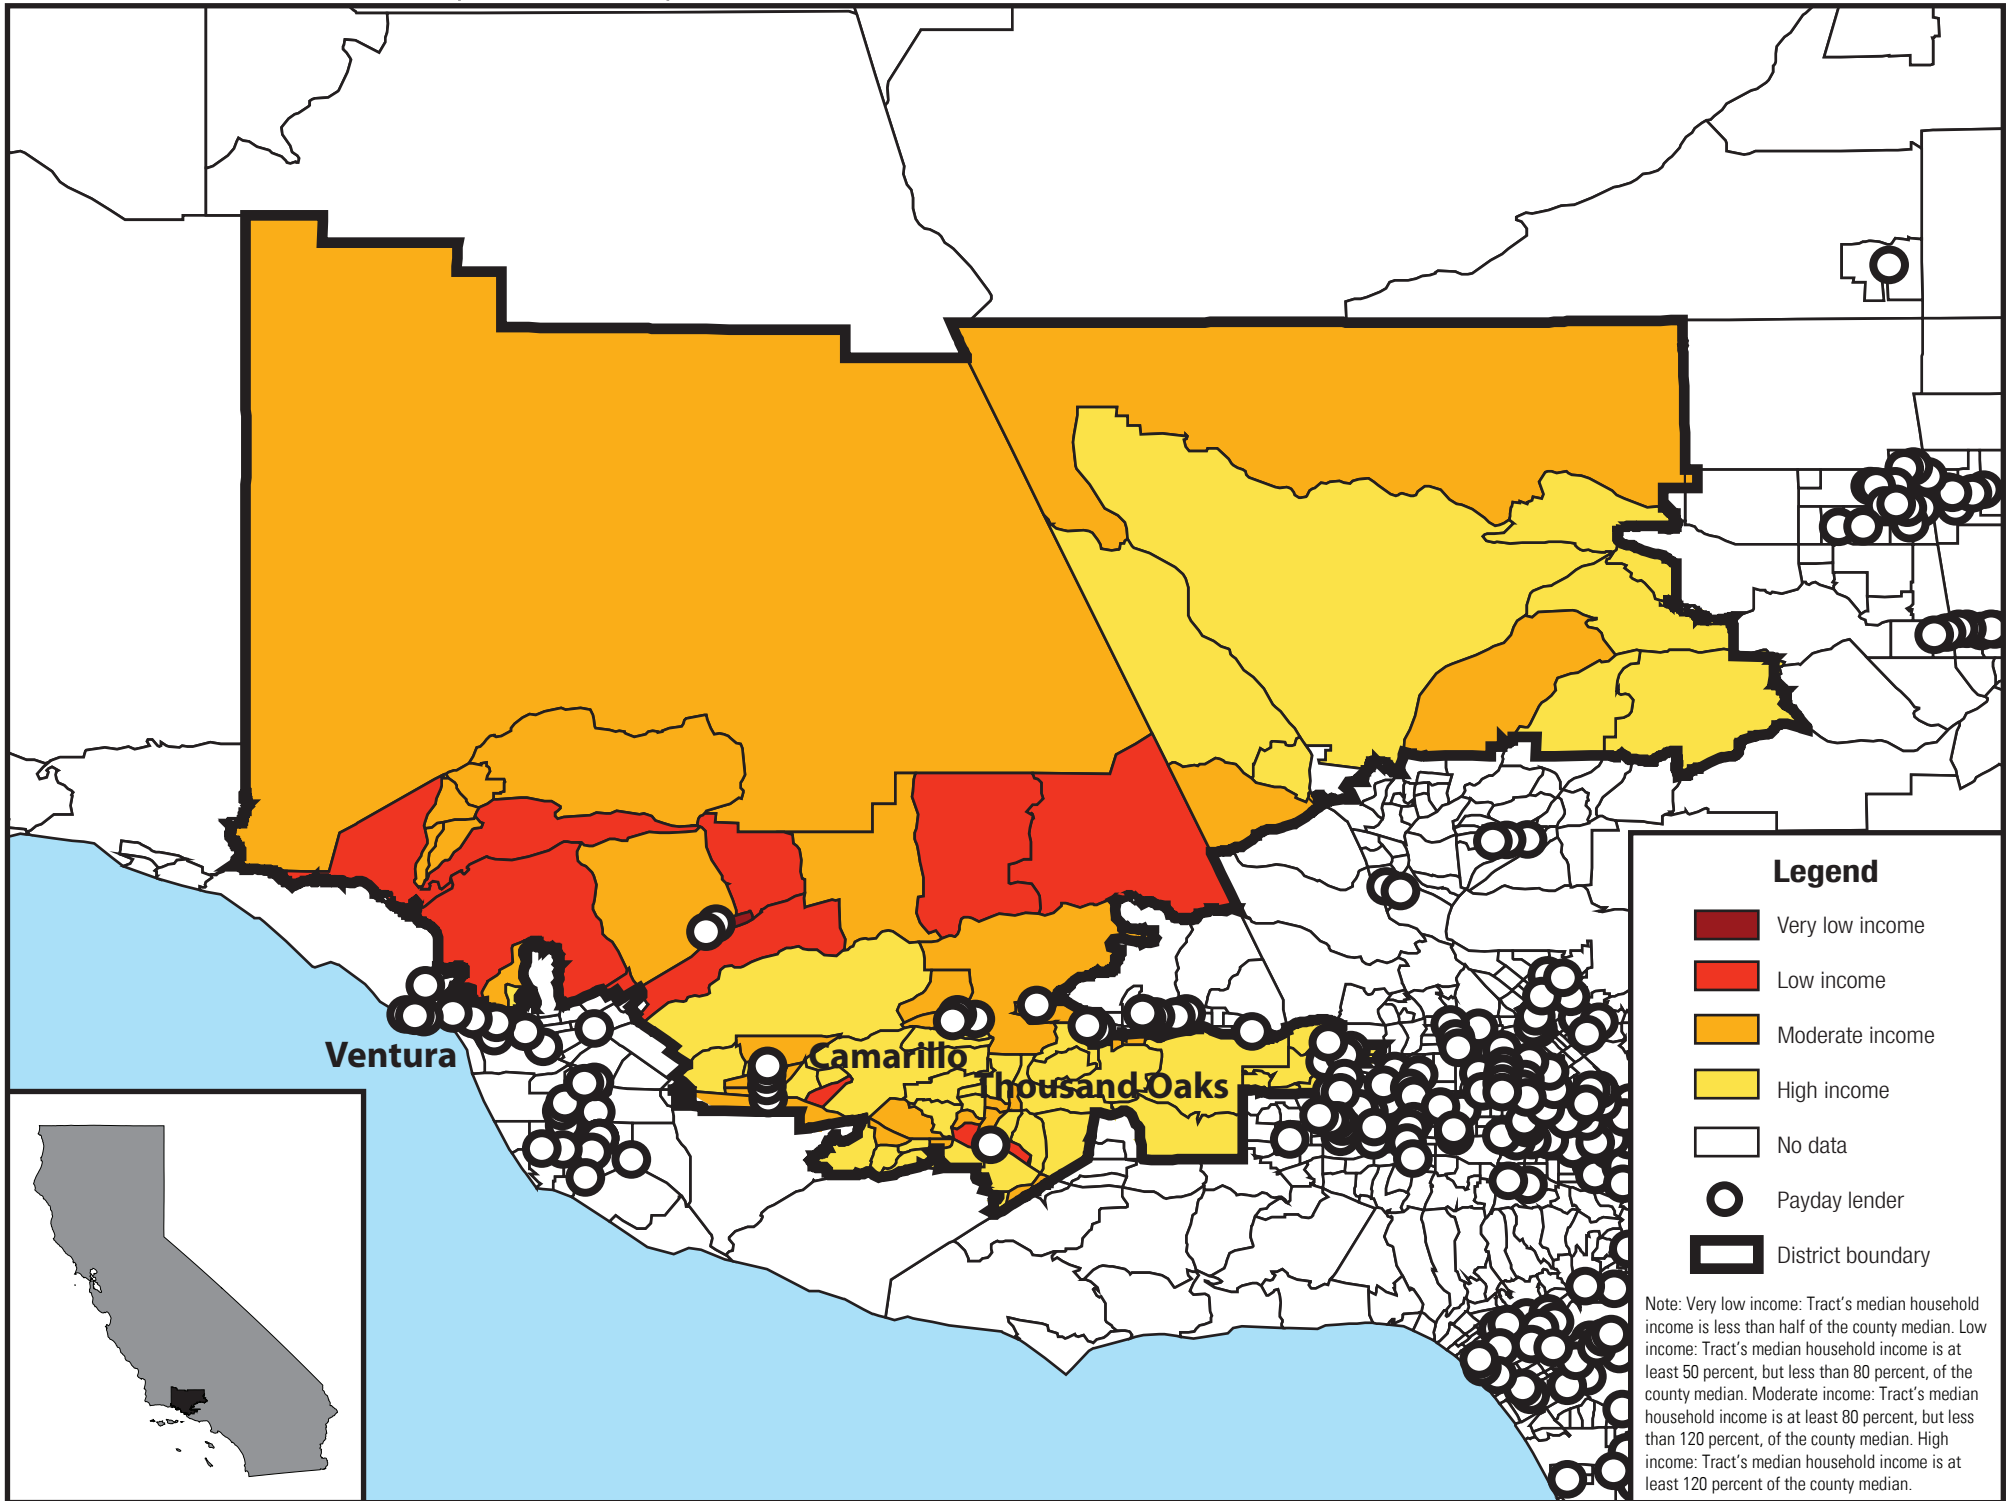 Ventura
Camarillo
Thousand Oaks
Legend
Very low income
Low income
Moderate income
High income
No data
Payday lender
District boundary
Note: Very low income: Tract's median household
income is less than half of the county median. Low
income: Tract's median household income is at
least 50 percent, but less than 80 percent, of the
county median. Moderate income: Tract's median
household income is at least 80 percent, but less
than 120 percent, of the county median. High
income: Tract's median household income is at
least 120 percent of the county median.